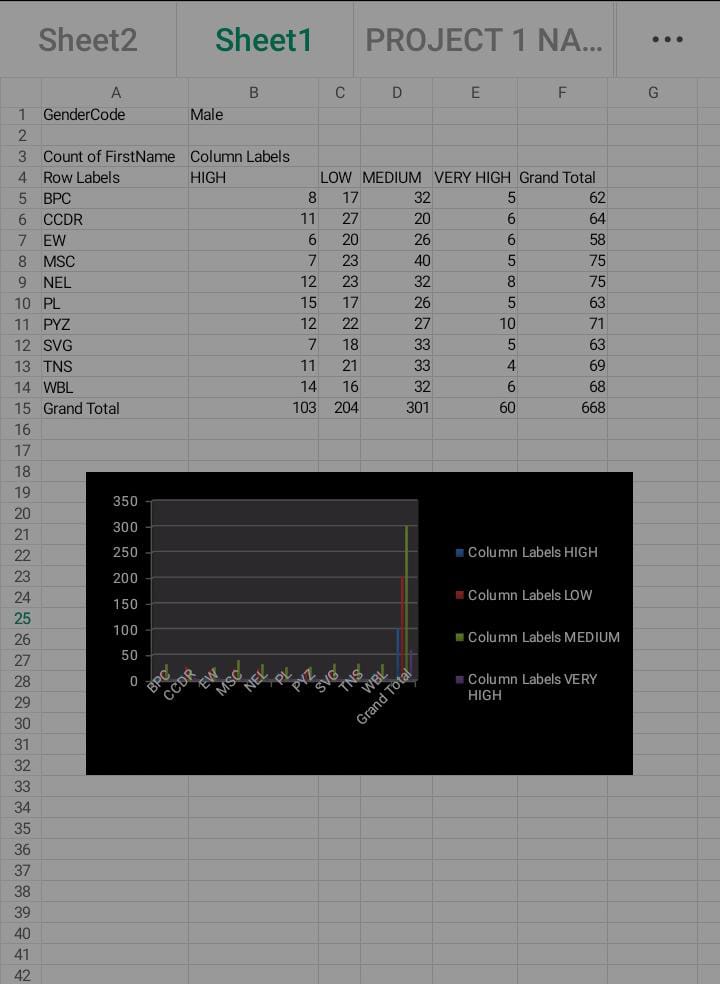 Sheet2 Sheet1 PROJECT 1 NA... •••
A B C D E F G
1 GenderCode Male
2
3 Count of FirstName Column Labels
4 Row Labels HIGH LOW MEDIUM VERY HIGH Grand Total
5 BPC 8 17 32 5 62
6 CCDR 11 27 20 6 64
7 EW 6 20 26 6 58
8 MSC 7 23 40 5 75
9 NEL 12 23 32 8 75
10 PL 15 17 26 5 63
11 PYZ 12 22 27 10 71
12 SVG 7 18 33 5 63
13 TNS 11 21 33 4 69
14 WBL 14 16 32 6 68
15 Grand Total 103 204 301 60 668
16
17
18
19
20
21
22
23
24
25
26
27
28
29
30
31
32
33
34
35
36
37
38
39
40
41
42
350
300
250
200
150
100
50
0
BPC CCDR EW MSC NEL PL PYZ SVG TNS WBL Grand Total
Column Labels HIGH
Column Labels LOW
Column Labels MEDIUM
Column Labels VERY
HIGH